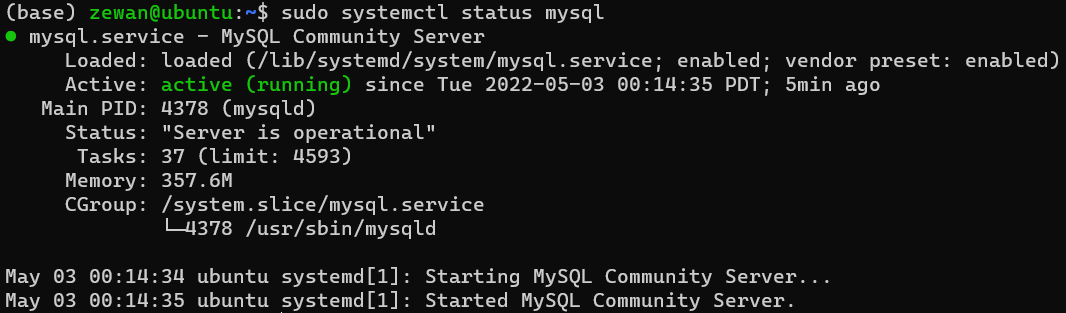 (base) zewan@ubuntu:~$ sudo systemctl status mysql
● mysql.service - MySQL Community Server
     Loaded: loaded (/lib/systemd/system/mysql.service; enabled; vendor preset: enabled)
     Active: active (running) since Tue 2022-05-03 00:14:35 PDT; 5min ago
   Main PID: 4378 (mysqld)
     Status: "Server is operational"
      Tasks: 37 (limit: 4593)
     Memory: 357.6M
     CGroup: /system.slice/mysql.service
             └─4378 /usr/sbin/mysqld

May 03 00:14:34 ubuntu systemd[1]: Starting MySQL Community Server...
May 03 00:14:35 ubuntu systemd[1]: Started MySQL Community Server.